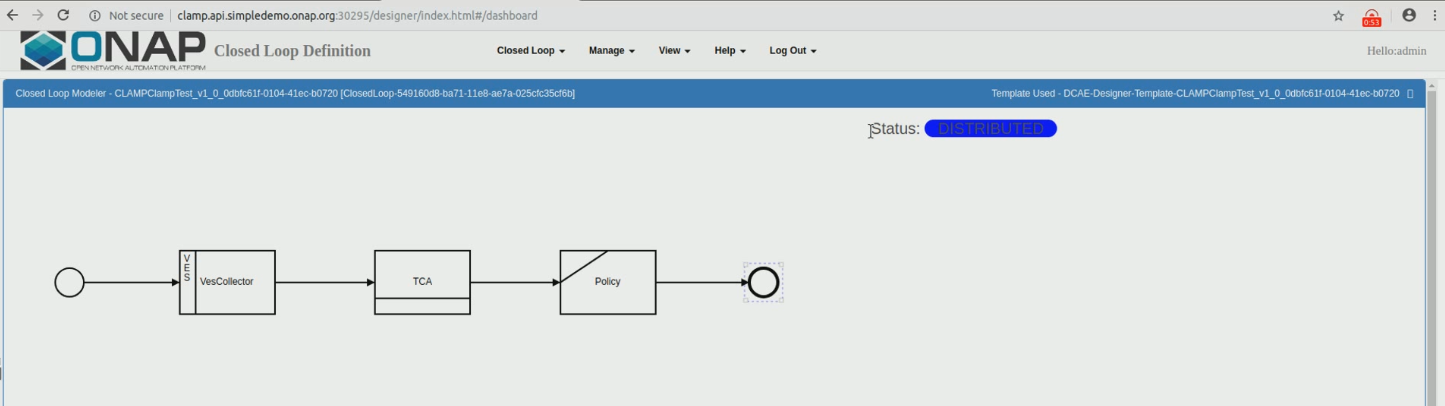 Not secure | clamp.api.simpledemo.onap.org:30295/designer/index.html#/dashboard
0:53
ONAP
OPEN NETWORK AUTOMATION PLATFORM
Closed Loop Definition
Closed Loop Manage View Help Log Out
Hello:admin
Closed Loop Modeler - CLAMPClampTest_v1_0_0dbfc61f-0104-41ec-b0720 [ClosedLoop-549160d8-ba71-11e8-ae7a-025cfc35cf6b]
Template Used - DCAE-Designer-Template-CLAMPClampTest_v1_0_0dbfc61f-0104-41ec-b0720
Status: DISTRIBUTED
VES
VesCollector
TCA
Policy